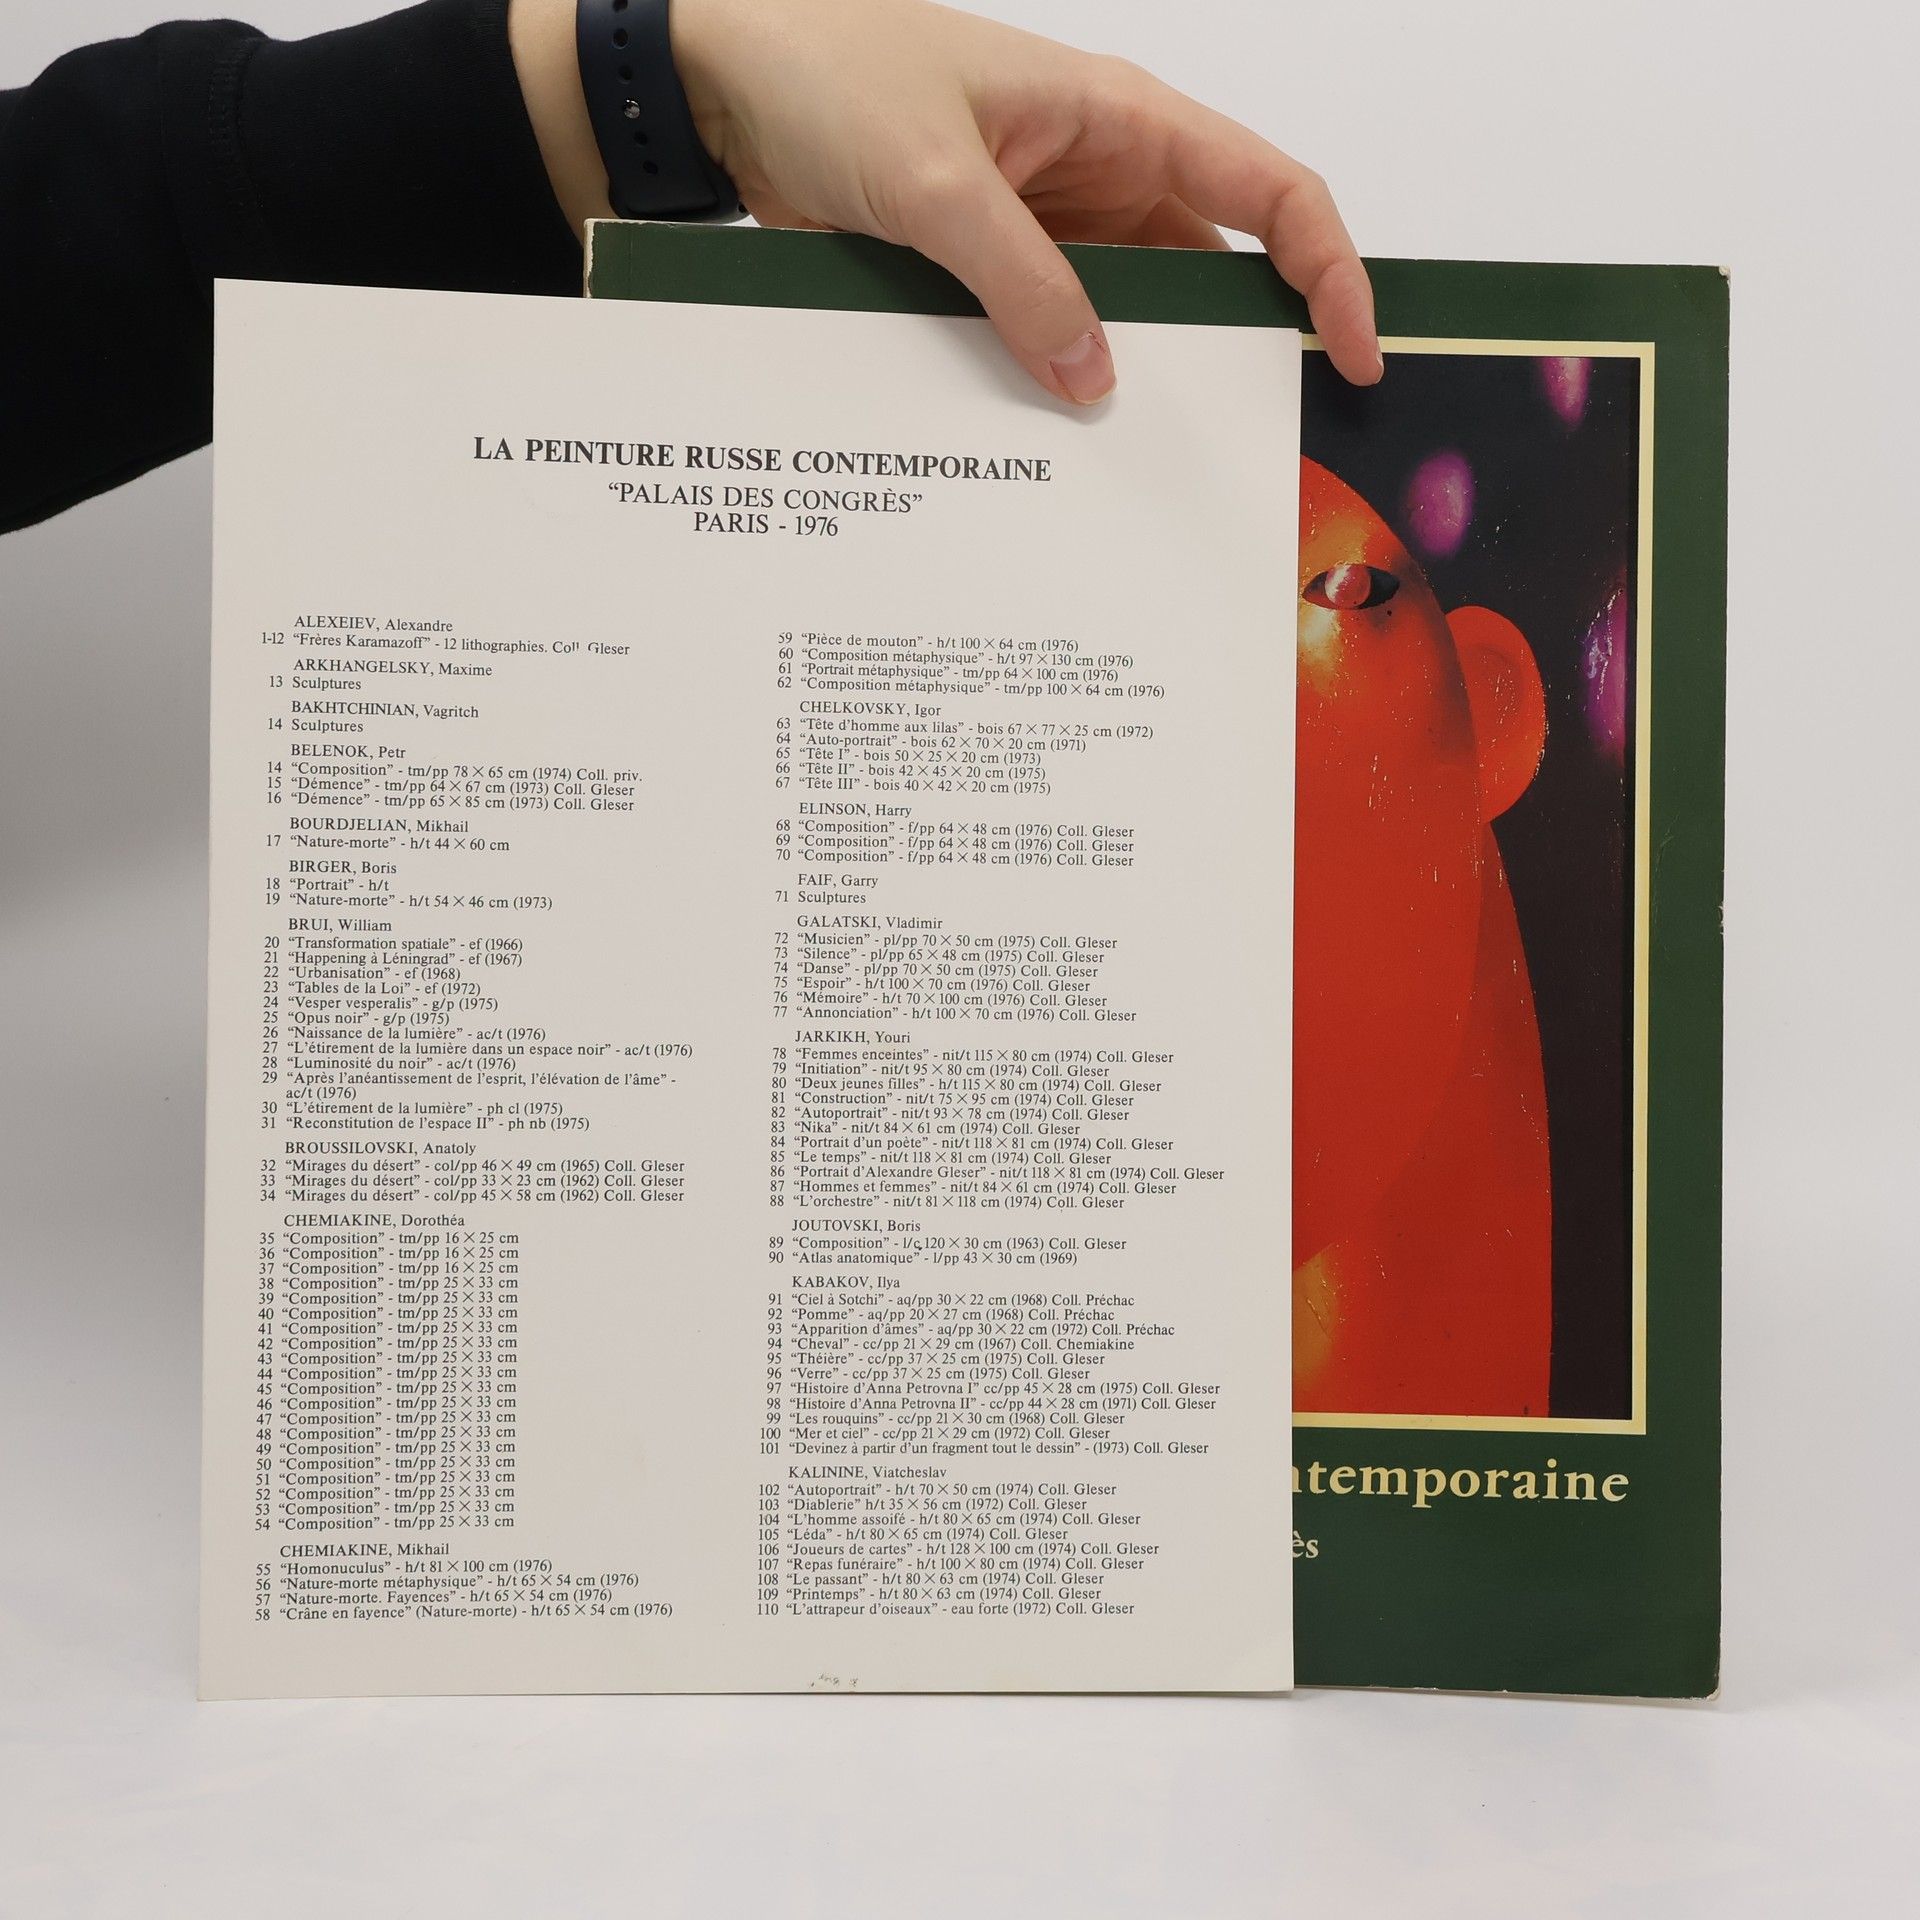 LA PEINTURE RUSSE CONTEMPORAINE
“PALAIS DES CONGRÈS”
PARIS - 1976
ALEXEIEV, Alexandre
1-12 “Frères Karamazoff” - 12 lithographies. Coll Gleser
ARKHANGELSKY, Maxime
13 Sculptures
BAKHTCHINIAN, Vagritch
14 Sculptures
BELENOK, Petr
14 “Composition” - tm/pp 78 × 65 cm (1974) Coll. priv.
15 “Démence” - tm/pp 64 × 67 cm (1973) Coll. Gleser
16 “Démence” - tm/pp 65 × 85 cm (1973) Coll. Gleser
BOURDJELIAN, Mikhail
17 “Nature-morte” - h/t 44 × 60 cm
BIRGER, Boris
18 “Portrait” - h/t
19 “Nature-morte” - h/t 54 × 46 cm (1973)
BRUI, William
20 “Transformation spatiale” - ef (1966)
21 “Happening à Léningrad” - ef (1967)
22 “Urbanisation” - ef (1968)
23 “Tables de la Loi” - ef (1972)
24 “Vesper vesperalis” - g/p (1975)
25 “Opus noir” - g/p (1975)
26 “Naissance de la lumière” - ac/t (1976)
27 “L’étirement de la lumière dans un espace noir” - ac/t (1976)
28 “Luminosité du noir” - ac/t (1976)
29 “Après l’anéantissement de l’esprit, l’élévation de l’âme” -
ac/t (1976)
30 “L’étirement de la lumière” - ph cl (1975)
31 “Reconstitution de l’espace II” - ph nb (1975)
BROUSSILOVSKI, Anatoly
32 “Mirages du désert” - col/pp 46 × 49 cm (1965) Coll. Gleser
33 “Mirages du désert” - col/pp 33 × 23 cm (1962) Coll. Gleser
34 “Mirages du désert” - col/pp 45 × 58 cm (1962) Coll. Gleser
CHEMIAKINE, Dorothéa
35 “Composition” - tm/pp 16 × 25 cm
36 “Composition” - tm/pp 16 × 25 cm
37 “Composition” - tm/pp 16 × 25 cm
38 “Composition” - tm/pp 25 × 33 cm
39 “Composition” - tm/pp 25 × 33 cm
40 “Composition” - tm/pp 25 × 33 cm
41 “Composition” - tm/pp 25 × 33 cm
42 “Composition” - tm/pp 25 × 33 cm
43 “Composition” - tm/pp 25 × 33 cm
44 “Composition” - tm/pp 25 × 33 cm
45 “Composition” - tm/pp 25 × 33 cm
46 “Composition” - tm/pp 25 × 33 cm
47 “Composition” - tm/pp 25 × 33 cm
48 “Composition” - tm/pp 25 × 33 cm
49 “Composition” - tm/pp 25 × 33 cm
50 “Composition” - tm/pp 25 × 33 cm
51 “Composition” - tm/pp 25 × 33 cm
52 “Composition” - tm/pp 25 × 33 cm
53 “Composition” - tm/pp 25 × 33 cm
54 “Composition” - tm/pp 25 × 33 cm
CHEMIAKINE, Mikhail
55 “Homonuculus” - h/t 81 × 100 cm (1976)
56 “Nature-morte métaphysique” - h/t 65 × 54 cm (1976)
57 “Nature-morte. Fayences” - h/t 65 × 54 cm (1976)
58 “Crâne en fayence” (Nature-morte) - h/t 65 × 54 cm (1976)
59 “Pièce de mouton” - h/t 100 × 64 cm (1976)
60 “Composition métaphysique” - h/t 97 × 130 cm (1976)
61 “Portrait métaphysique” - tm/pp 64 × 100 cm (1976)
62 “Composition métaphysique” - tm/pp 100 × 64 cm (1976)
CHELKOVSKY, Igor
63 “Tête d’homme aux lilas” - bois 67 × 77 × 25 cm (1972)
64 “Auto-portrait” - bois 62 × 70 × 20 cm (1971)
65 “Tête I” - bois 50 × 25 × 20 cm (1973)
66 “Tête II” - bois 42 × 45 × 20 cm (1975)
67 “Tête III” - bois 40 × 42 × 20 cm (1975)
ELINSON, Harry
68 “Composition” - f/pp 64 × 48 cm (1976) Coll. Gleser
69 “Composition” - f/pp 64 × 48 cm (1976) Coll. Gleser
70 “Composition” - f/pp 64 × 48 cm (1976) Coll. Gleser
FAIF, Garry
71 Sculptures
GALATSKI, Vladimir
72 “Musicien” - pl/pp 70 × 50 cm (1975) Coll. Gleser
73 “Silence” - pl/pp 65 × 48 cm (1975) Coll. Gleser
74 “Danse” - pl/pp 70 × 50 cm (1975) Coll. Gleser
75 “Espoir” - h/t 100 × 70 cm (1976) Coll. Gleser
76 “Mémoire” - h/t 70 × 100 cm (1976) Coll. Gleser
77 “Annonciation” - h/t 100 × 70 cm (1976) Coll. Gleser
JARKIKH, Youri
78 “Femmes enceintes” - nit/t 115 × 80 cm (1974) Coll. Gleser
79 “Initiation” - nit/t 95 × 80 cm (1974) Coll. Gleser
80 “Deux jeunes filles” - h/t 115 × 80 cm (1974) Coll. Gleser
81 “Construction” - nit/t 75 × 95 cm (1974) Coll. Gleser
82 “Autoportrait” - nit/t 93 × 78 cm (1974) Coll. Gleser
83 “Nika” - nit/t 84 × 61 cm (1974) Coll. Gleser
84 “Portrait d’un poète” - nit/t 118 × 81 cm (1974) Coll. Gleser
85 “Le temps” - nit/t 118 × 81 cm (1974) Coll. Gleser
86 “Portrait d’Alexandre Gleser” - nit/t 118 × 81 cm (1974) Coll. Gleser
87 “Hommes et femmes” - nit/t 84 × 61 cm (1974) Coll. Gleser
88 “L’orchestre” - nit/t 81 × 118 cm (1974) Coll. Gleser
JOUTOVSKI, Boris
89 “Composition” - l/c 120 × 30 cm (1963) Coll. Gleser
90 “Atlas anatomique” - l/pp 43 × 30 cm (1969)
KABAKOV, Ilya
91 “Ciel à Sotchi” - aq/pp 30 × 22 cm (1968) Coll. Préchac
92 “Pomme” - aq/pp 20 × 27 cm (1968) Coll. Préchac
93 “Apparition d’âmes” - aq/pp 30 × 22 cm (1972) Coll. Préchac
94 “Cheval” - cc/pp 21 × 29 cm (1967) Coll. Chemiakine
95 “Théière” - cc/pp 37 × 25 cm (1975) Coll. Gleser
96 “Verre” - cc/pp 37 × 25 cm (1975) Coll. Gleser
97 “Histoire d’Anna Petrovna I” cc/pp 45 × 28 cm (1975) Coll. Gleser
98 “Histoire d’Anna Petrovna II” - cc/pp 44 × 28 cm (1971) Coll. Gleser
99 “Les rouquins” - cc/pp 21 × 30 cm (1968) Coll. Gleser
100 “Mer et ciel” - cc/pp 21 × 29 cm (1972) Coll. Gleser
101 “Devinez à partir d’un fragment tout le dessin” - (1973) Coll. Gleser
KALININE, Viatcheslav
102 “Autoportrait” - h/t 70 × 50 cm (1974) Coll. Gleser
103 “Diablerie” h/t 35 × 56 cm (1972) Coll. Gleser
104 “L’homme assoifé - h/t 80 × 65 cm (1974) Coll. Gleser
105 “Léda” - h/t 80 × 65 cm (1974) Coll. Gleser
106 “Joueurs de cartes” - h/t 128 × 100 cm (1974) Coll. Gleser
107 “Repas funéraire” - h/t 100 × 80 cm (1974) Coll. Gleser
108 “Le passant” - h/t 80 × 63 cm (1974) Coll. Gleser
109 “Printemps” - h/t 80 × 63 cm (1974) Coll. Gleser
110 “L’attrapeur d’oiseaux” - eau forte (1972) Coll. Gleser
ntemporaine
ès